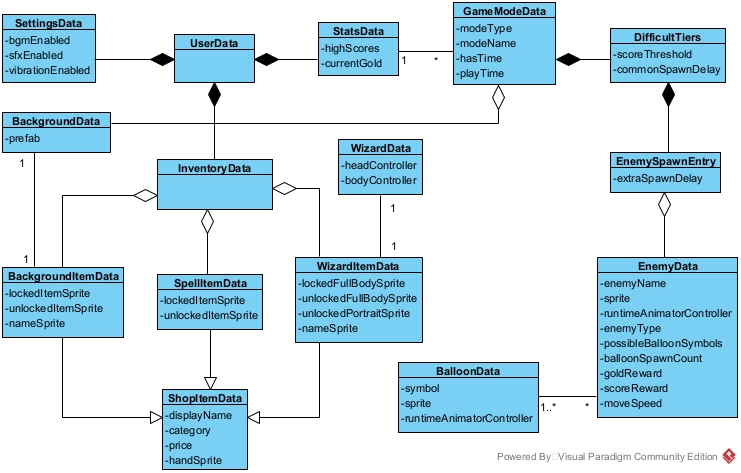 SettingsData
-bgmEnabled
-sfxEnabled
-vibrationEnabled
UserData
StatsData
-highScores
-currentGold
1
*
GameModeData
-modeType
-modeName
-hasTime
-playTime
DifficultTiers
-scoreThreshold
-commonSpawnDelay
BackgroundData
-prefab
1
1
InventoryData
WizardData
-headController
-bodyController
1
1
EnemySpawnEntry
-extraSpawnDelay
BackgroundItemData
-lockedItemSprite
-unlockedItemSprite
-nameSprite
SpellItemData
-lockedItemSprite
-unlockedItemSprite
WizardItemData
-lockedFullBodySprite
-unlockedFullBodySprite
-unlockedPortraitSprite
-nameSprite
EnemyData
-enemyName
-sprite
-runtimeAnimatorController
-enemyType
-possibleBalloonSymbols
-balloonSpawnCount
-goldReward
-scoreReward
-moveSpeed
BalloonData
-symbol
-sprite
-runtimeAnimatorController
1..*
*
ShopItemData
-displayName
-category
-price
-handSprite
Powered By Visual Paradigm Community Edition